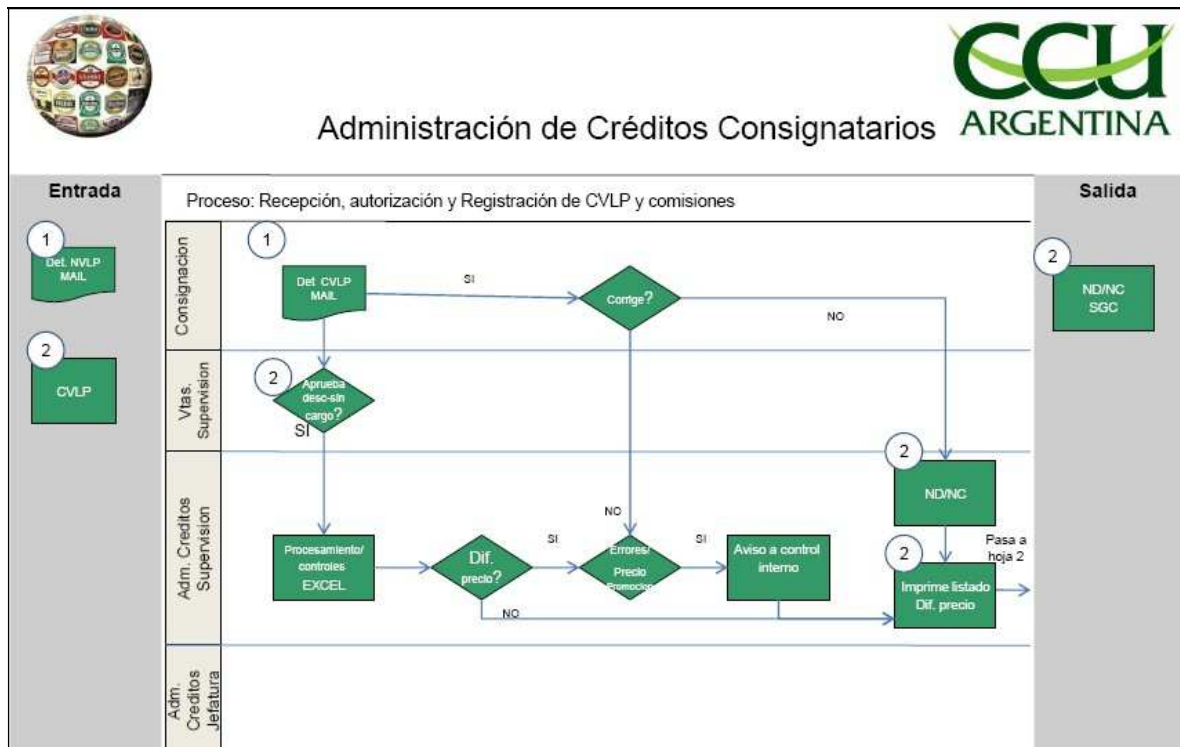 CCU
ARGENTINA
Administración de Créditos Consignatarios
Entrada
Proceso: Recepción, autorización y Registración de CVLP y comisiones
Salida
1
Det. NVLP
MAIL
2
CVLP
Consignacion
1
Det. CVLP
MAIL
SI
Corrige?
NO
2
ND/NC
SGC
Vtas.
Supervision
2
Aprueba
desc-sin
cargo?
SI
Adm. Creditos
Supervision
2
ND/NC
NO
Procesamiento/
controles
EXCEL
Dif.
precio?
SI
Errores/
Precio
Promocion
SI
Aviso a control
interno
NO
2
Imprime listado
Dif. precio
Pasa a
hoja 2
Adm.
Creditos
Jefatura